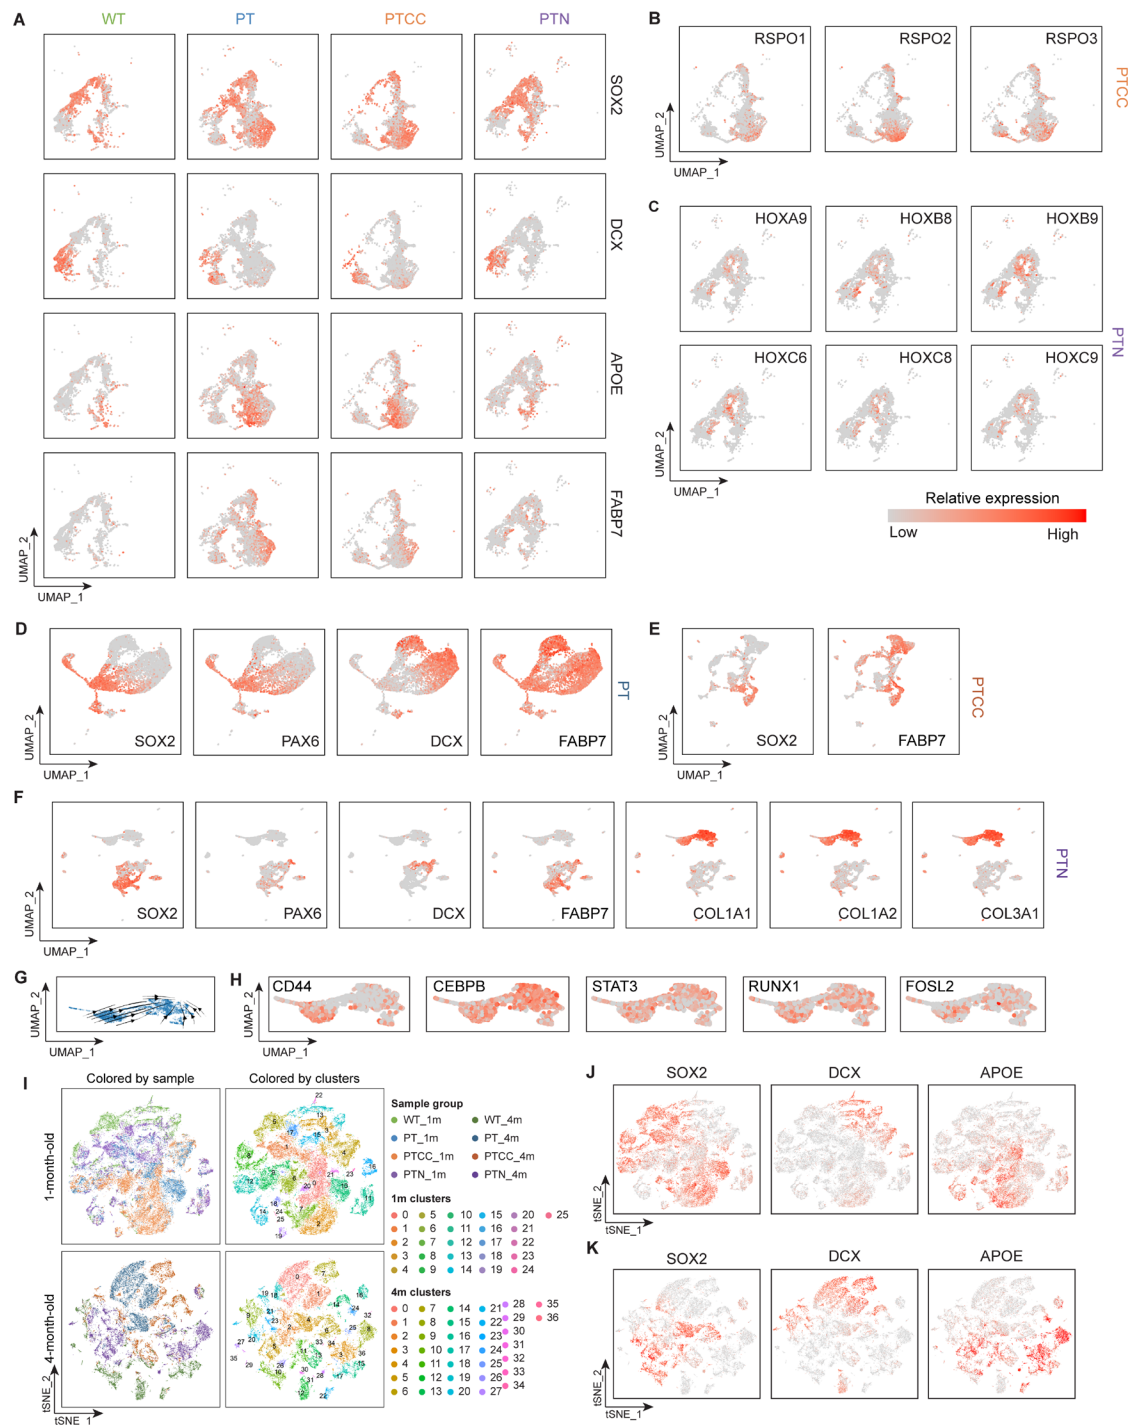 A
WT
PT
PTCC
PTN
SOX2
DCX
APOE
FABP7
UMAP_2
UMAP_1
B
RSPO1
RSPO2
RSPO3
PTCC
UMAP_2
UMAP_1
C
HOXA9
HOXB8
HOXB9
HOXC6
HOXC8
HOXC9
PTN
UMAP_2
UMAP_1
Relative expression
Low
High
D
SOX2
PAX6
DCX
FABP7
PT
UMAP_2
UMAP_1
E
SOX2
FABP7
PTCC
UMAP_2
UMAP_1
F
SOX2
PAX6
DCX
FABP7
COL1A1
COL1A2
COL3A1
PTN
UMAP_2
UMAP_1
G
UMAP_2
UMAP_1
H
CD44
CEBPB
STAT3
RUNX1
FOSL2
UMAP_2
UMAP_1
I
Colored by sample
Colored by clusters
1-month-old
4-month-old
tSNE_2
tSNE_1
Sample group
WT_1m WT_4m
PT_1m PT_4m
PTCC_1m PTCC_4m
PTN_1m PTN_4m
1m clusters
0 5 10 15 20 25
1 6 11 16 21
2 7 12 17 22
3 8 13 18 23
4 9 14 19 24
4m clusters
0 7 14 21 28 35
1 8 15 22 29 36
2 9 16 23 30
3 10 17 24 31
4 11 18 25 32
5 12 19 26 33
6 13 20 27 34
J
SOX2
DCX
APOE
tSNE_2
tSNE_1
K
SOX2
DCX
APOE
tSNE_2
tSNE_1